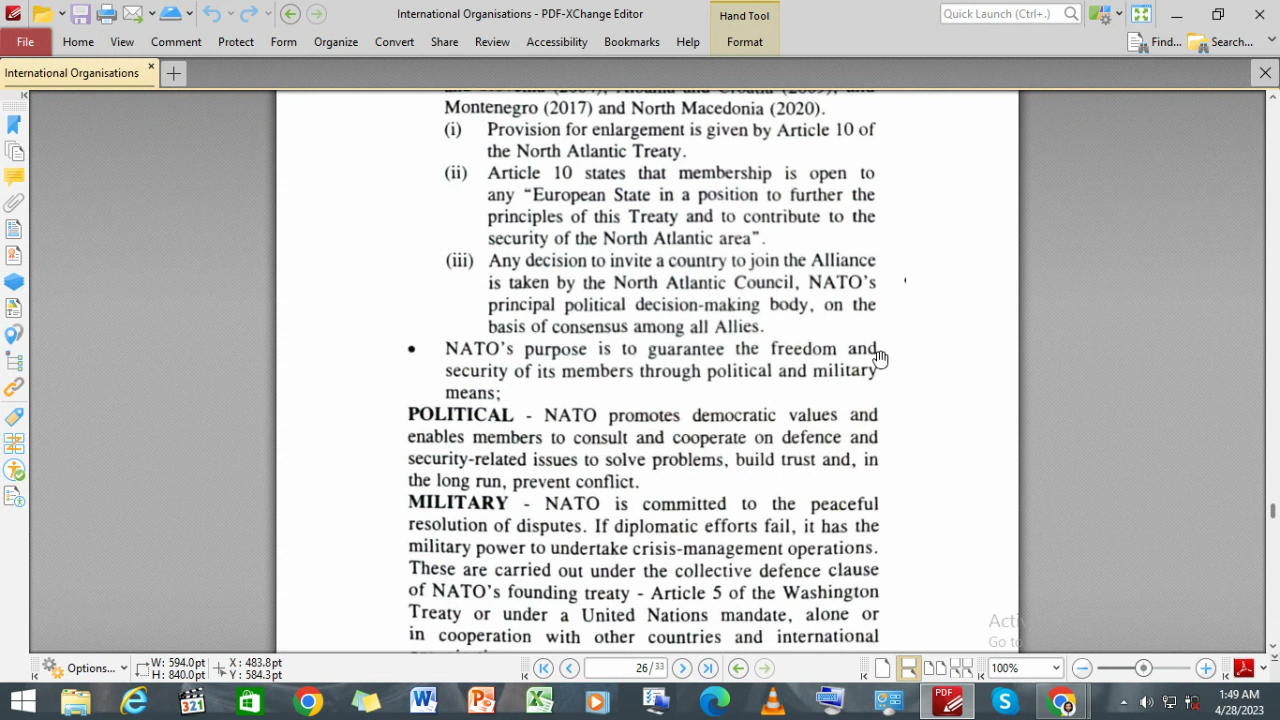 International Organisations - PDF-XChange Editor
Hand Tool
Quick Launch (Ctrl+.)
File
Home
View
Comment
Protect
Form
Organize
Convert
Share
Review
Accessibility
Bookmarks
Help
Format
Find...
Search...
International Organisations
Montenegro (2017) and North Macedonia (2020).
(i) Provision for enlargement is given by Article 10 of
the North Atlantic Treaty.
(ii) Article 10 states that membership is open to
any “European State in a position to further the
principles of this Treaty and to contribute to the
security of the North Atlantic area”.
(iii) Any decision to invite a country to join the Alliance
is taken by the North Atlantic Council, NATO’s
principal political decision-making body, on the
basis of consensus among all Allies.
• NATO’s purpose is to guarantee the freedom and
security of its members through political and military
means;
POLITICAL - NATO promotes democratic values and
enables members to consult and cooperate on defence and
security-related issues to solve problems, build trust and, in
the long run, prevent conflict.
MILITARY - NATO is committed to the peaceful
resolution of disputes. If diplomatic efforts fail, it has the
military power to undertake crisis-management operations.
These are carried out under the collective defence clause
of NATO’s founding treaty - Article 5 of the Washington
Treaty or under a United Nations mandate, alone or
in cooperation with other countries and international
Go to
Options...
W: 594.0pt
H: 840.0pt
X: 483.8pt
Y: 584.3pt
26 / 33
100%
321
PDF
1:49 AM
4/28/2023